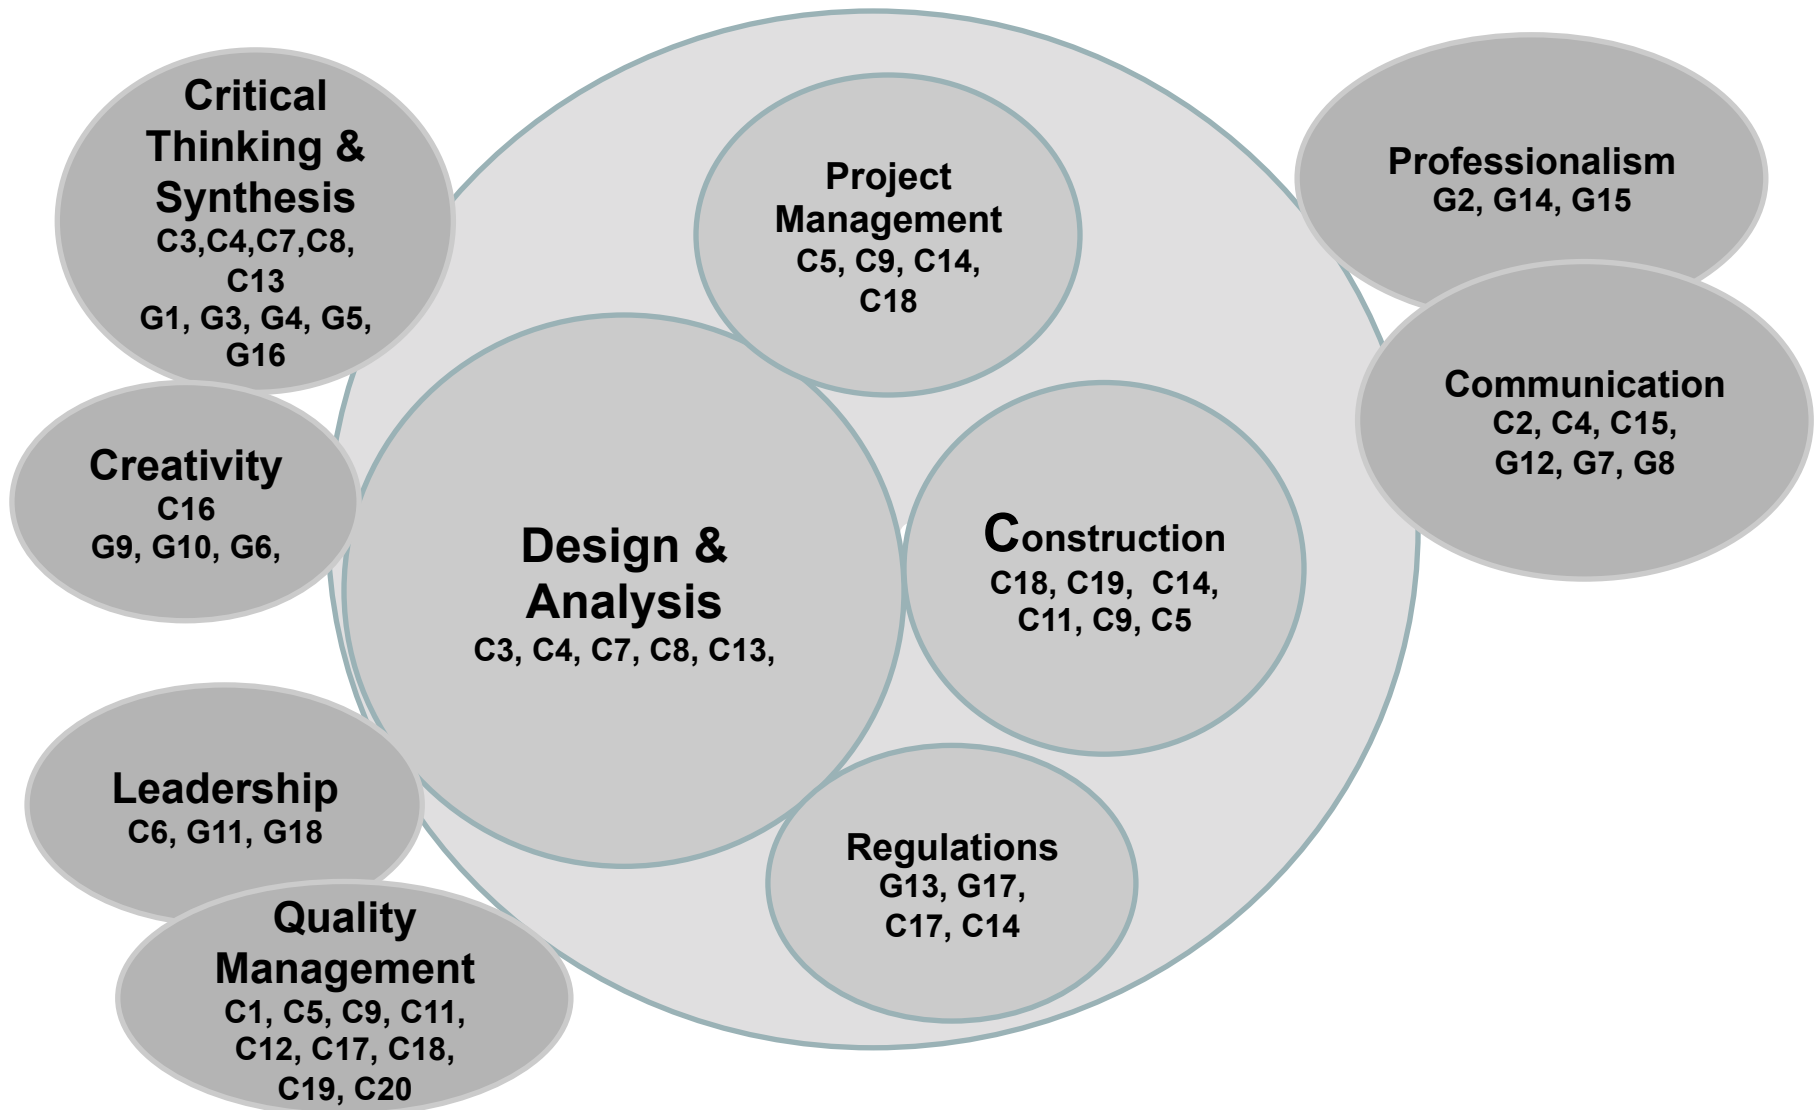 Critical
Thinking &
Synthesis
C3,C4,C7,C8,
C13
G1, G3, G4, G5,
G16
Creativity
C16
G9, G10, G6,
Leadership
C6, G11, G18
Quality
Management
C1, C5, C9, C11,
C12, C17, C18,
C19, C20
Project
Management
C5, C9, C14,
C18
Design &
Analysis
C3, C4, C7, C8, C13,
Construction
C18, C19,  C14,
C11, C9, C5
Regulations
G13, G17,
C17, C14
Professionalism
G2, G14, G15
Communication
C2, C4, C15,
G12, G7, G8